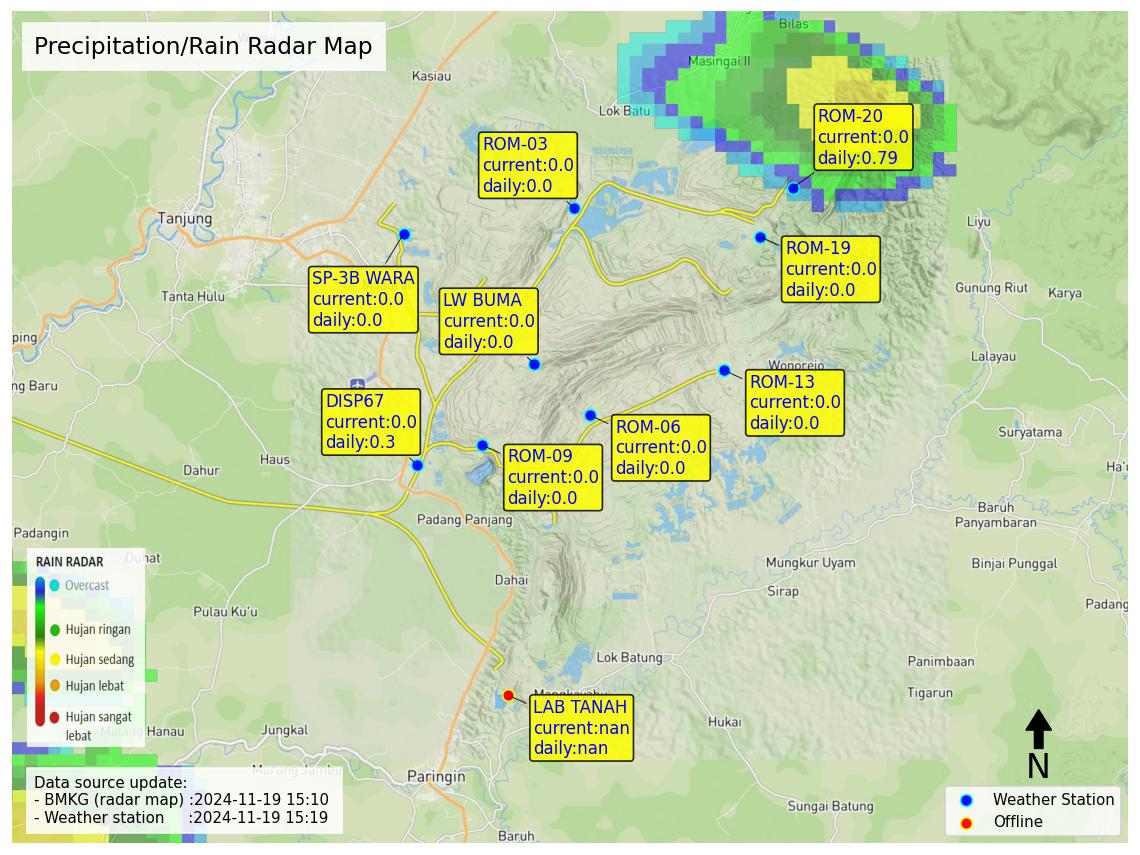 Precipitation/Rain Radar Map
Bilas
Masingai II
Kasiau
Lok Batu
ROM-20
current:0.0
daily:0.79
ROM-03
current:0.0
daily:0.0
Tanjung
Liyu
ROM-19
current:0.0
daily:0.0
SP-3B WARA
current:0.0
daily:0.0
LW BUMA
current:0.0
daily:0.0
Tanta Hulu
Gunung Riut
Karya
ping
Lalayau
Wonorejo
ng Baru
ROM-13
current:0.0
daily:0.0
DISP67
current:0.0
daily:0.3
ROM-06
current:0.0
daily:0.0
Suryatama
ROM-09
current:0.0
daily:0.0
Haus
Dahur
Ha'u
Baruh
Panyambaran
Padang Panjang
Padangin
Duhat
Mungkur Uyam
Binjai Punggal
Dahai
Sirap
Padang
Pulau Ku'u
RAIN RADAR
Overcast
Hujan ringan
Hujan sedang
Hujan lebat
Hujan sangat
lebat
Lok Batung
Panimbaan
Tigarun
Mangkayahu
LAB TANAH
current:nan
daily:nan
Hukai
Matang Hanau
Jungkal
Murung Jambu
Paringin
N
Data source update:
- BMKG (radar map) :2024-11-19 15:10
- Weather station :2024-11-19 15:19
Sungai Batung
Weather Station
Offline
Baruh